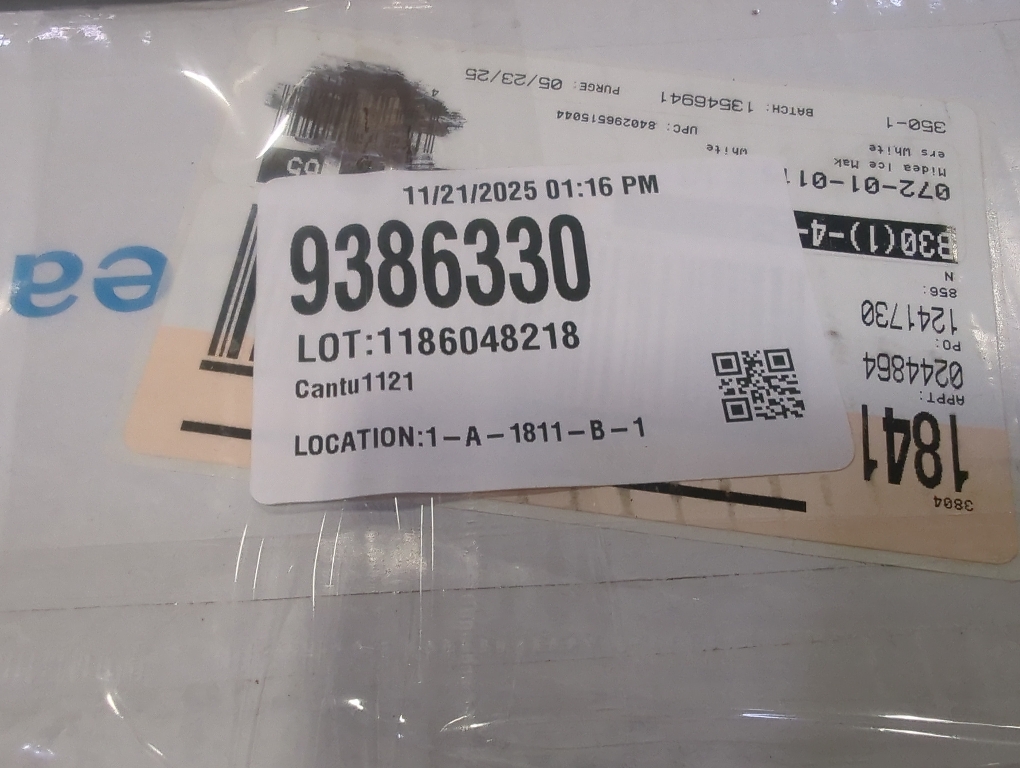 11/21/2025 01:16 PM
9386330
LOT:1186048218
Cantu1121
LOCATION:1-A-1811-B-1
3804
1841
APPT:
0244864
PO:
1241730
856:
N
B30(1)-4-
072-01-01
Midea Ice Mak
ers White
White
350-1
UPC: 840296515044
BATCH: 13546941
PURGE: 05/23/25
ea